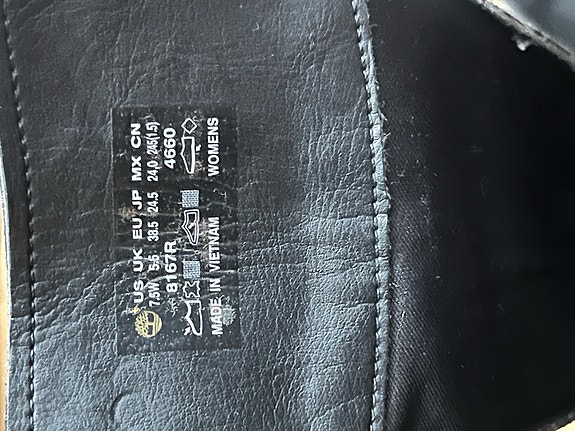 US UK EU JP MX CN
7.5W 5.5 38.5 24.5 24.0 245(1.5)
8167R 4660
MADE IN VIETNAM WOMENS